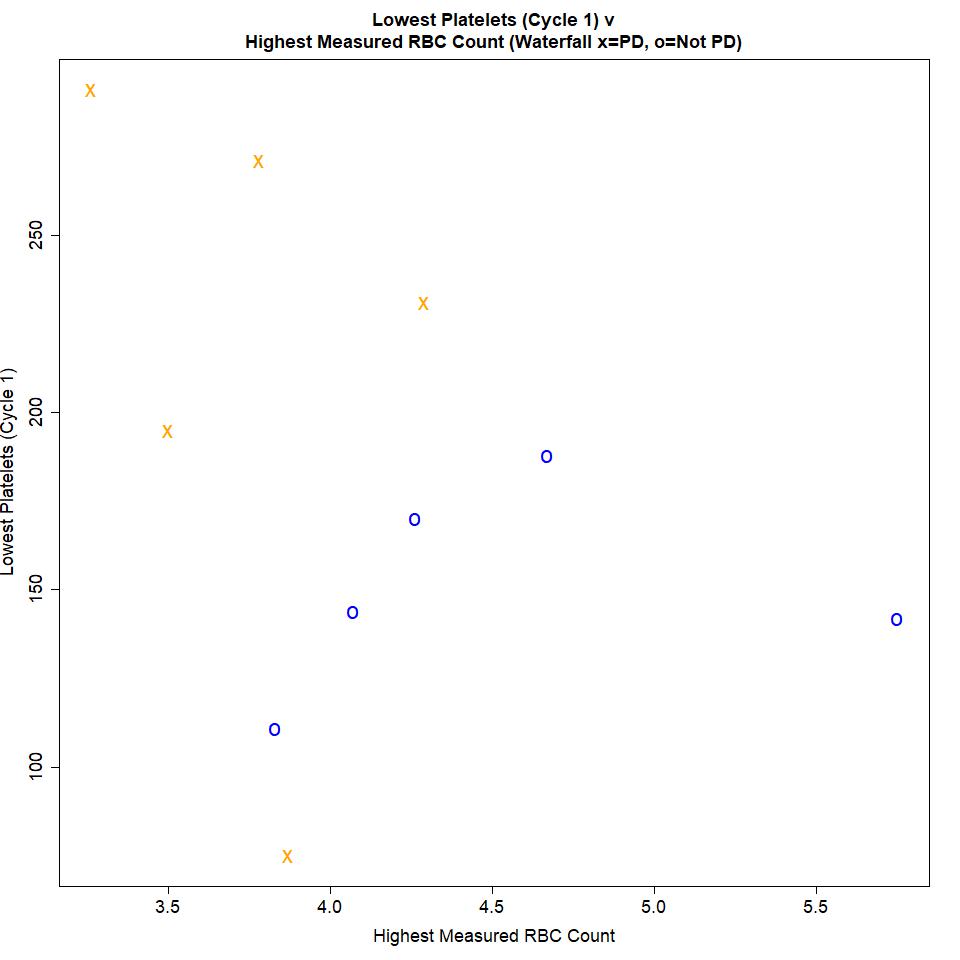 Lowest Platelets (Cycle 1) v
Highest Measured RBC Count (Waterfall x=PD, o=Not PD)
Lowest Platelets (Cycle 1)
250
200
150
100
X
X
X
X
O
O
O
O
O
X
3.5 4.0 4.5 5.0 5.5
Highest Measured RBC Count